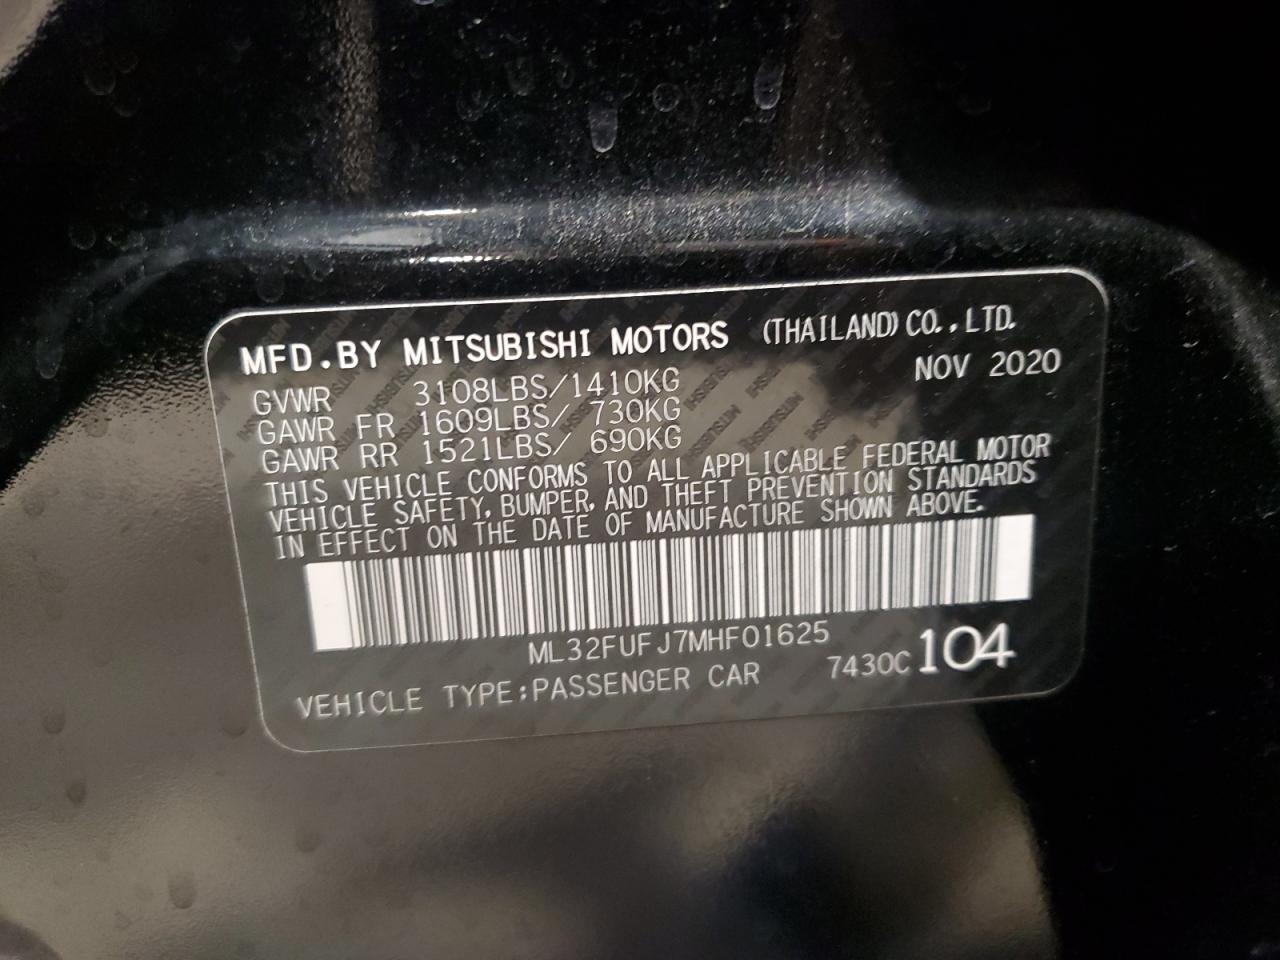 MFD.BY MITSUBISHI MOTORS (THAILAND) CO.,LTD.
NOV 2020
GVWR 3108LBS/1410KG
GAWR FR 1609LBS/ 730KG
GAWR RR 1521LBS/ 690KG
THIS VEHICLE CONFORMS TO ALL APPLICABLE FEDERAL MOTOR
VEHICLE SAFETY, BUMPER, AND THEFT PREVENTION STANDARDS
IN EFFECT ON THE DATE OF MANUFACTURE SHOWN ABOVE.
ML32FUFJ7MHF01625
VEHICLE TYPE:PASSENGER CAR 7430C 104